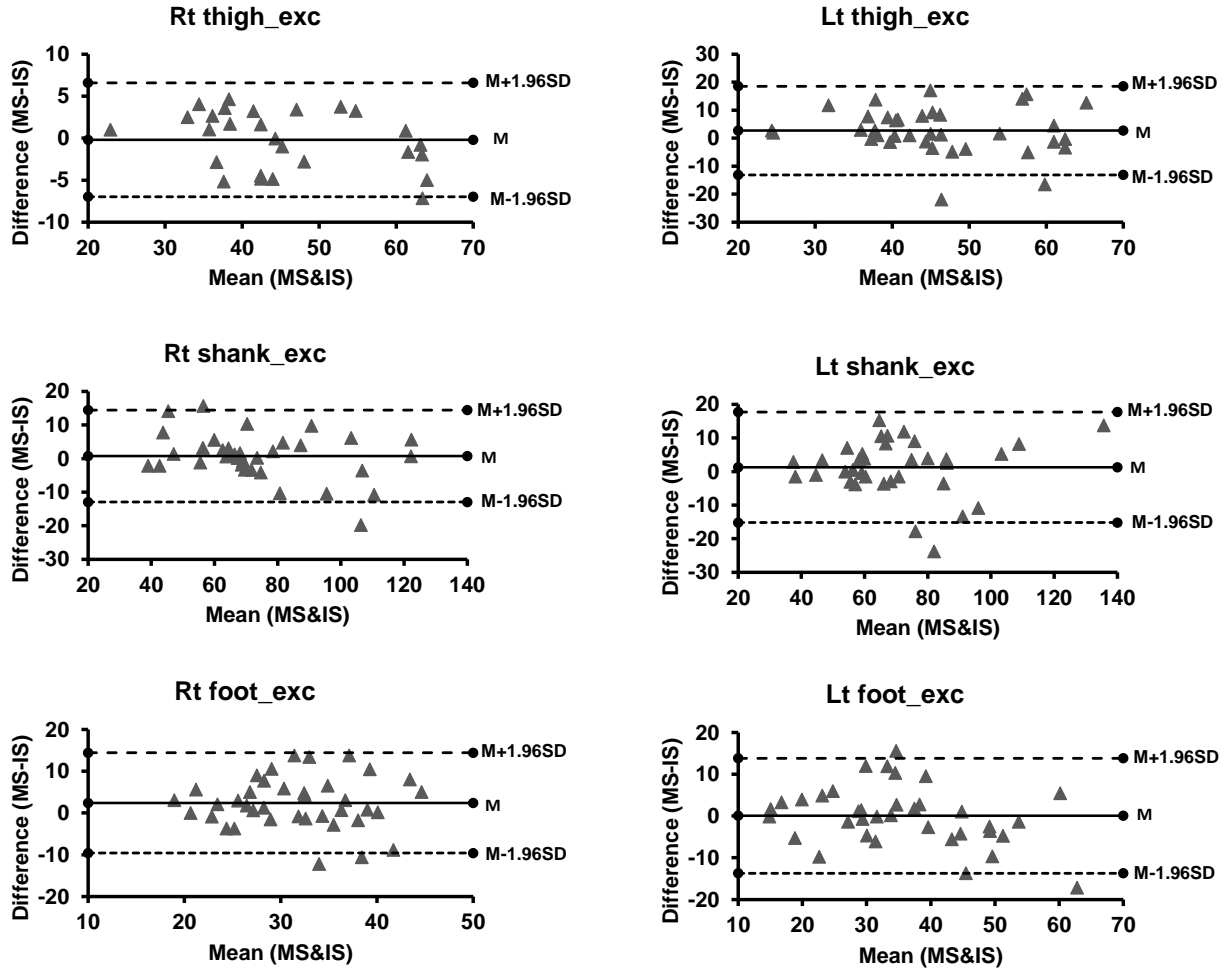 Rt thigh_exc
10
5
0
-5
-10
Difference (MS-IS)
M+1.96SD
M
M-1.96SD
20 30 40 50 60 70
Mean (MS&IS)
Lt thigh_exc
30
20
10
0
-10
-20
-30
Difference (MS-IS)
M+1.96SD
M
M-1.96SD
20 30 40 50 60 70
Mean (MS&IS)
Rt shank_exc
20
10
0
-10
-20
-30
Difference (MS-IS)
M+1.96SD
M
M-1.96SD
20 40 60 80 100 120 140
Mean (MS&IS)
Lt shank_exc
20
10
0
-10
-20
-30
Difference (MS-IS)
M+1.96SD
M
M-1.96SD
20 40 60 80 100 120 140
Mean (MS&IS)
Rt foot_exc
20
10
0
-10
-20
Difference (MS-IS)
M+1.96SD
M
M-1.96SD
10 20 30 40 50
Mean (MS&IS)
Lt foot_exc
20
10
0
-10
-20
Difference (MS-IS)
M+1.96SD
M
M-1.96SD
10 20 30 40 50 60 70
Mean (MS&IS)